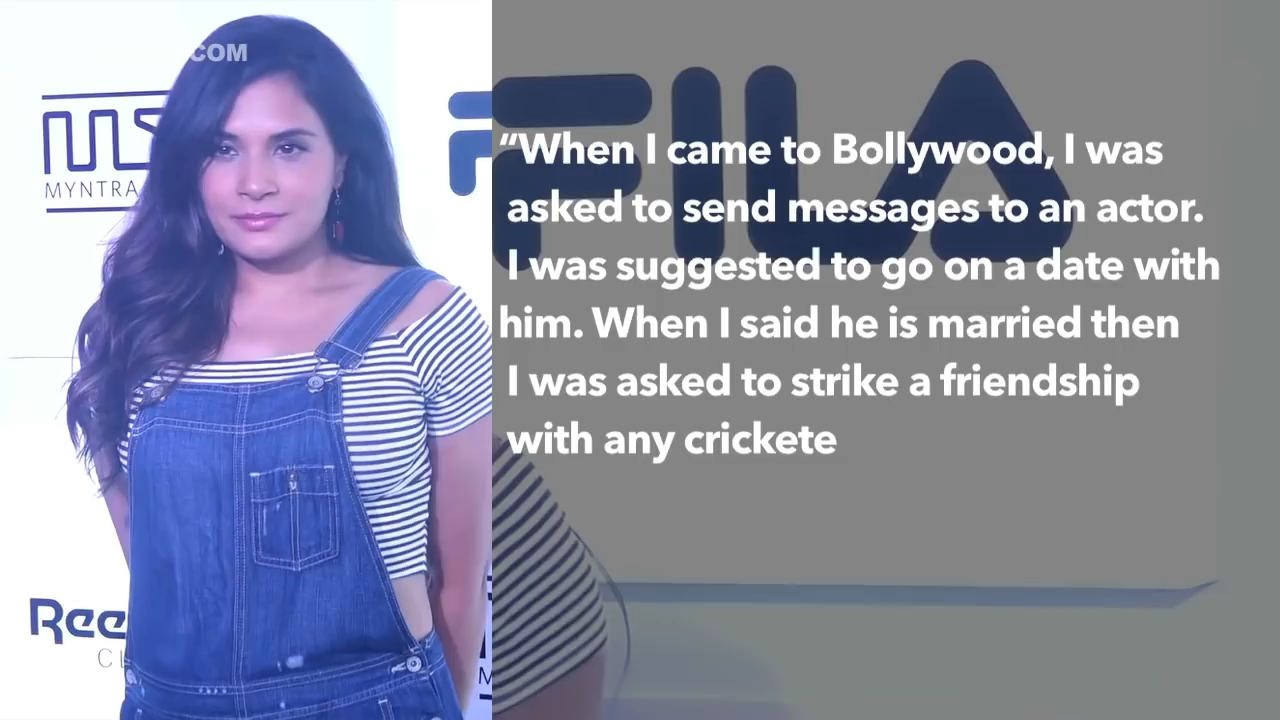 .COM
MYNTRA
FILA
“When I came to Bollywood, I was
asked to send messages to an actor.
I was suggested to go on a date with
him. When I said he is married then
I was asked to strike a friendship
with any crickete
Ree
CL
M